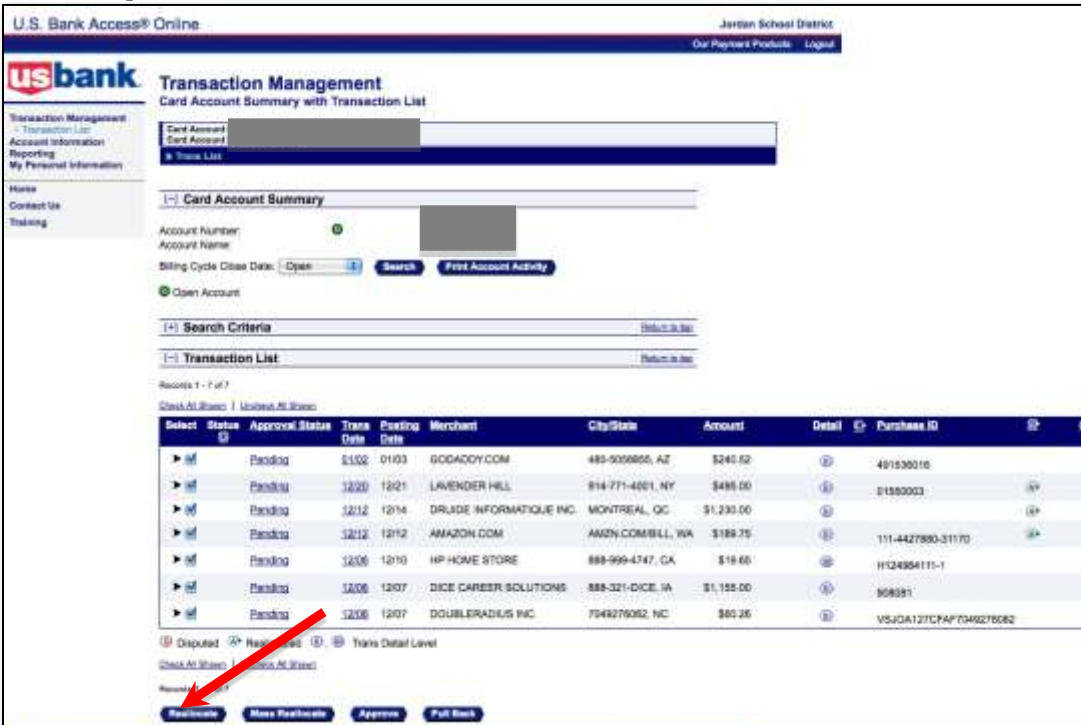 U.S. Bank Access® Online Jordan School District
Our Payment Products Logout
usbank
Transaction Management
Card Account Summary with Transaction List
Transaction Management
Transaction List
Account Information
Reporting
My Personal Information
Home
Contact Us
Training
Card Account
Card Account
Trans List
[-] Card Account Summary
Account Number:
Account Name:
Billing Cycle Close Date: Open Search Print Account Activity
Open Account
[+] Search Criteria Return to top
[-] Transaction List Return to top
Records 1 - 7 of 7
Check All Shown | Uncheck All Shown
Select Status Approval Status Trans Date Posting Date Merchant City/State Amount Detail Purchase ID
Pending 01/02 01/03 GODADDY.COM AZ $240.52 491536016
Pending 12/20 12/21 LAVENDER HILL 914-771-4001, NY $495.00 01550003
Pending 12/12 12/14 DRUIDE INFORMATIQUE INC. MONTREAL, QC $1,230.00
Pending 12/12 12/12 AMAZON.COM AMZN.COM/BILL, WA $189.75 111-4427880-31170
Pending 12/06 12/10 HP HOME STORE 888-999-4747, CA $19.65 H124984111-1
Pending 12/06 12/07 DICE CAREER SOLUTIONS 888-321-DICE, IA $1,155.00 908081
Pending 12/06 12/07 DOUBLERADIUS INC 7049276062, NC $60.26
Disputed Trans Detail Level
Check All Shown
Reallocate Mass Reallocate Approve Pull Back